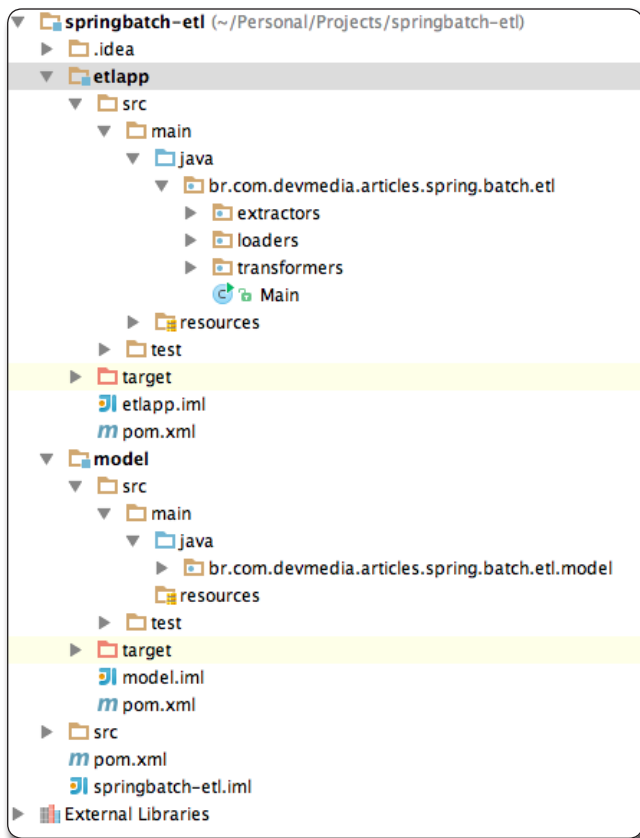 springbatch-etl (~/Personal/Projects/springbatch-etl)
.idea
etlapp
src
main
java
br.com.devmedia.articles.spring.batch.etl
extractors
loaders
transformers
Main
resources
test
target
etlapp.iml
pom.xml
model
src
main
java
br.com.devmedia.articles.spring.batch.etl.model
resources
test
target
model.iml
pom.xml
src
pom.xml
springbatch-etl.iml
External Libraries